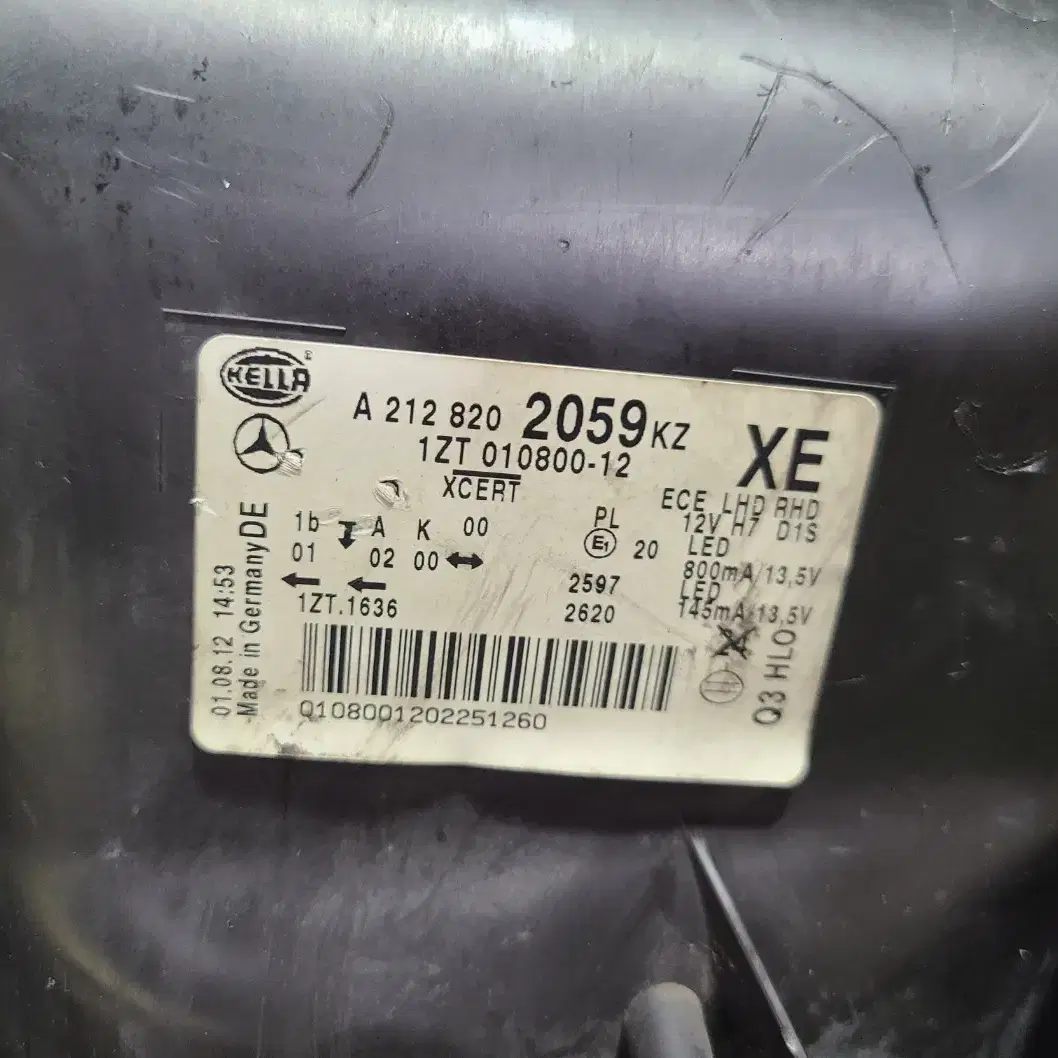 HELLA ®
A 212 820 2059 KZ
1ZT 010800-12
XCERT
XE
ECE LHD RHD
12V H7 D1S
LED
800mA/13,5V
LED
145mA/13,5V
1b A K 00
01 02 00
1ZT.1636
PL
E1 20
2597
2620
01.08.12 14:53
Made in Germany DE
Q108001202251260
Q3 HLO